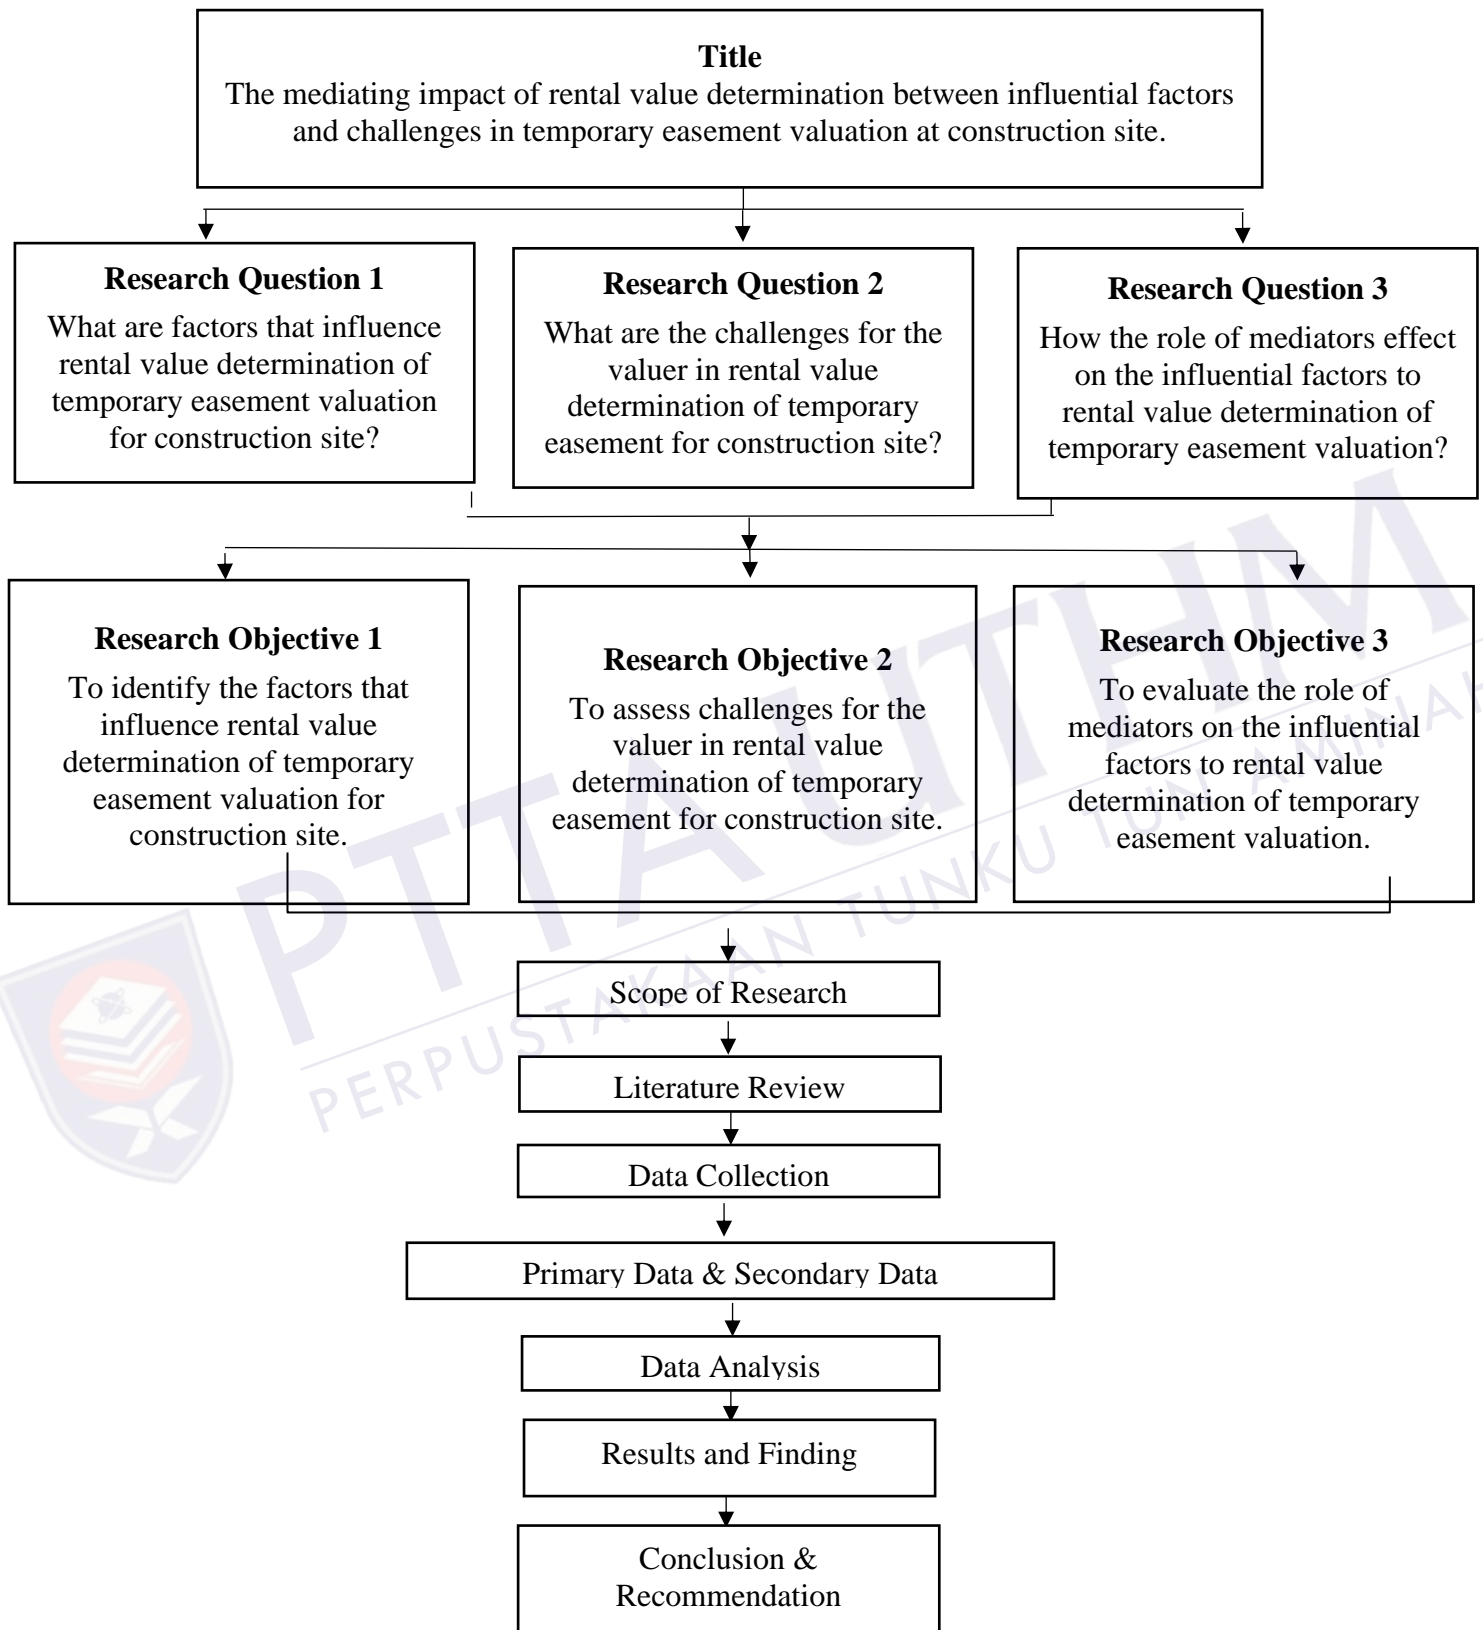 Title
The mediating impact of rental value determination between influential factors
and challenges in temporary easement valuation at construction site.
Research Question 1
What are factors that influence
rental value determination of
temporary easement valuation
for construction site?
Research Question 2
What are the challenges for the
valuer in rental value
determination of temporary
easement for construction site?
Research Question 3
How the role of mediators effect
on the influential factors to
rental value determination of
temporary easement valuation?
Research Objective 1
To identify the factors that
influence rental value
determination of temporary
easement valuation for
construction site.
Research Objective 2
To assess challenges for the
valuer in rental value
determination of temporary
easement for construction site.
Research Objective 3
To evaluate the role of
mediators on the influential
factors to rental value
determination of temporary
easement valuation.
Scope of Research
Literature Review
Data Collection
Primary Data & Secondary Data
Data Analysis
Results and Finding
Conclusion &
Recommendation
PTTA UTHM
PERPUSTAKAAN TUNKU TUN AMINAH